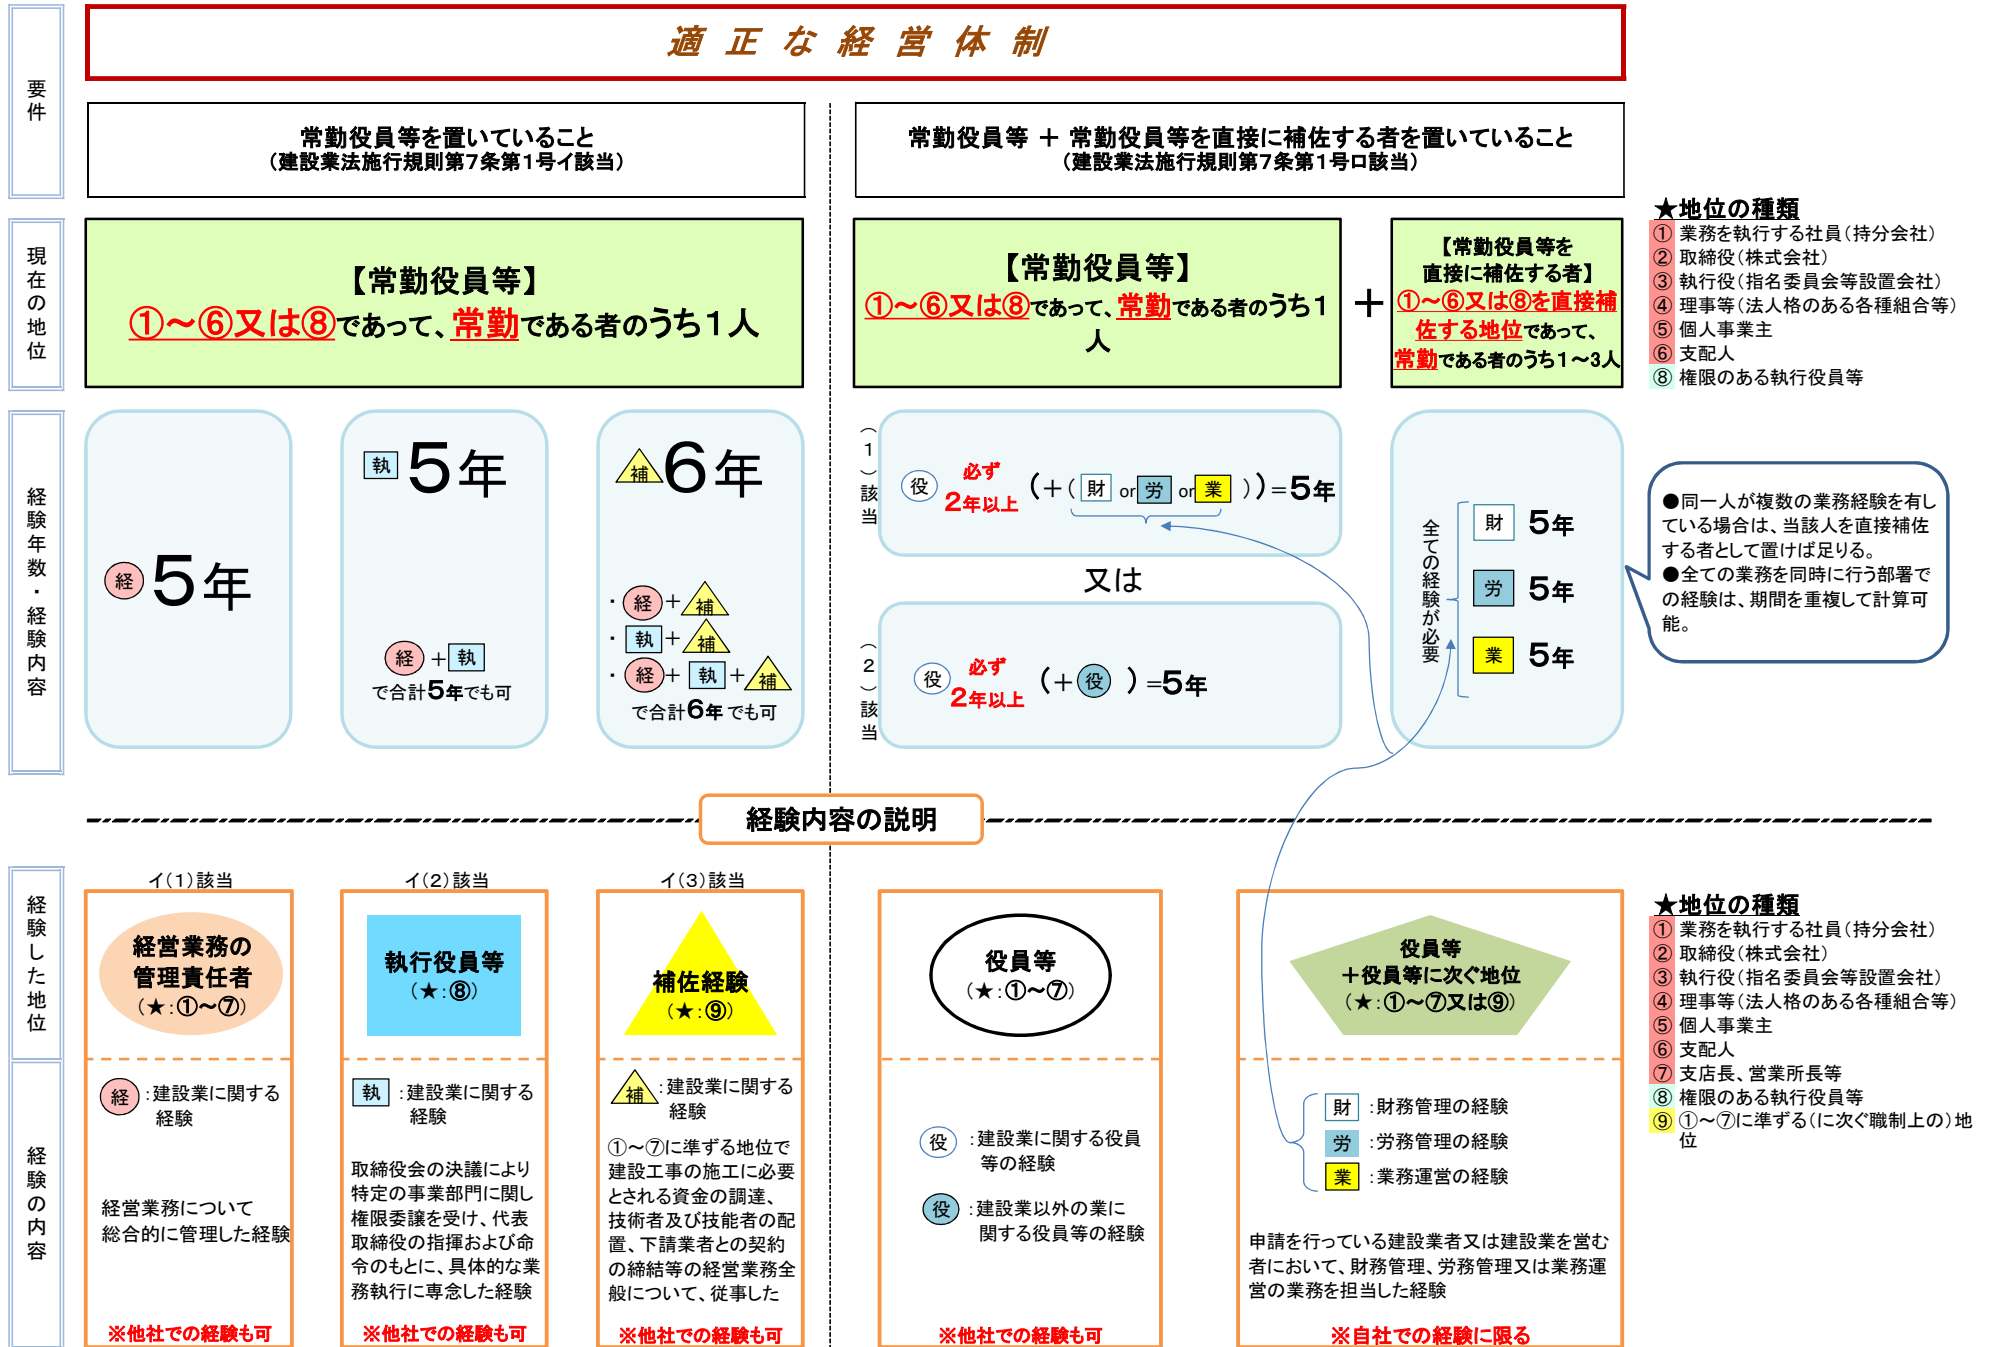 適正な経営体制
要件
常勤役員等を置いていること
（建設業法施行規則第7条第1号イ該当）
常勤役員等 ＋ 常勤役員等を直接に補佐する者を置いていること
（建設業法施行規則第7条第1号ロ該当）
現在の地位
【常勤役員等】
①～⑥又は⑧であって、常勤である者のうち１人
【常勤役員等】
①～⑥又は⑧であって、常勤である者のうち1
人
＋
【常勤役員等を
直接に補佐する者】
①～⑥又は⑧を直接補
佐する地位であって、
常勤である者のうち１～3人
★地位の種類
① 業務を執行する社員（持分会社）
② 取締役（株式会社）
③ 執行役（指名委員会等設置会社）
④ 理事等（法人格のある各種組合等）
⑤ 個人事業主
⑥ 支配人
⑧ 権限のある執行役員等
経験年数・経験内容
経 5年
執 5年
経 ＋ 執
で合計5年でも可
補 6年
・ 経 ＋ 補
・ 執 ＋ 補
・ 経 ＋ 執 ＋ 補
で合計6年でも可
（1）該当
役 必ず
2年以上
（＋（ 財 or 労 or 業 ））＝5年
又は
（2）該当
役 必ず
2年以上
（＋ 役 ）＝5年
全ての経験が必要
財 5年
労 5年
業 5年
●同一人が複数の業務経験を有し
ている場合は、当該人を直接補佐
する者として置けば足りる。
●全ての業務を同時に行う部署で
の経験は、期間を重複して計算可
能。
経験内容の説明
経験した地位
イ（1）該当
経営業務の
管理責任者
（★：①～⑦）
イ（2）該当
執行役員等
（★：⑧）
イ（3）該当
補佐経験
（★：⑨）
役員等
（★：①～⑦）
役員等
＋役員等に次ぐ地位
（★：①～⑦又は⑨）
★地位の種類
① 業務を執行する社員（持分会社）
② 取締役（株式会社）
③ 執行役（指名委員会等設置会社）
④ 理事等（法人格のある各種組合等）
⑤ 個人事業主
⑥ 支配人
⑦ 支店長、営業所長等
⑧ 権限のある執行役員等
⑨ ①～⑦に準ずる（に次ぐ職制上の）地
位
経験の内容
経 ：建設業に関する
経験
経営業務について
総合的に管理した経験
※他社での経験も可
執 ：建設業に関する
経験
取締役会の決議により
特定の事業部門に関し
権限委譲を受け、代表
取締役の指揮および命
令のもとに、具体的な業
務執行に専念した経験
※他社での経験も可
補 ：建設業に関する
経験
①～⑦に準ずる地位で
建設工事の施工に必要
とされる資金の調達、
技術者及び技能者の配
置、下請業者との契約
の締結等の経営業務全
般について、従事した
※他社での経験も可
役 ：建設業に関する役員
等の経験
役 ：建設業以外の業に
関する役員等の経験
※他社での経験も可
財 ：財務管理の経験
労 ：労務管理の経験
業 ：業務運営の経験
申請を行っている建設業者又は建設業を営む
者において、財務管理、労務管理又は業務運
営の業務を担当した経験
※自社での経験に限る